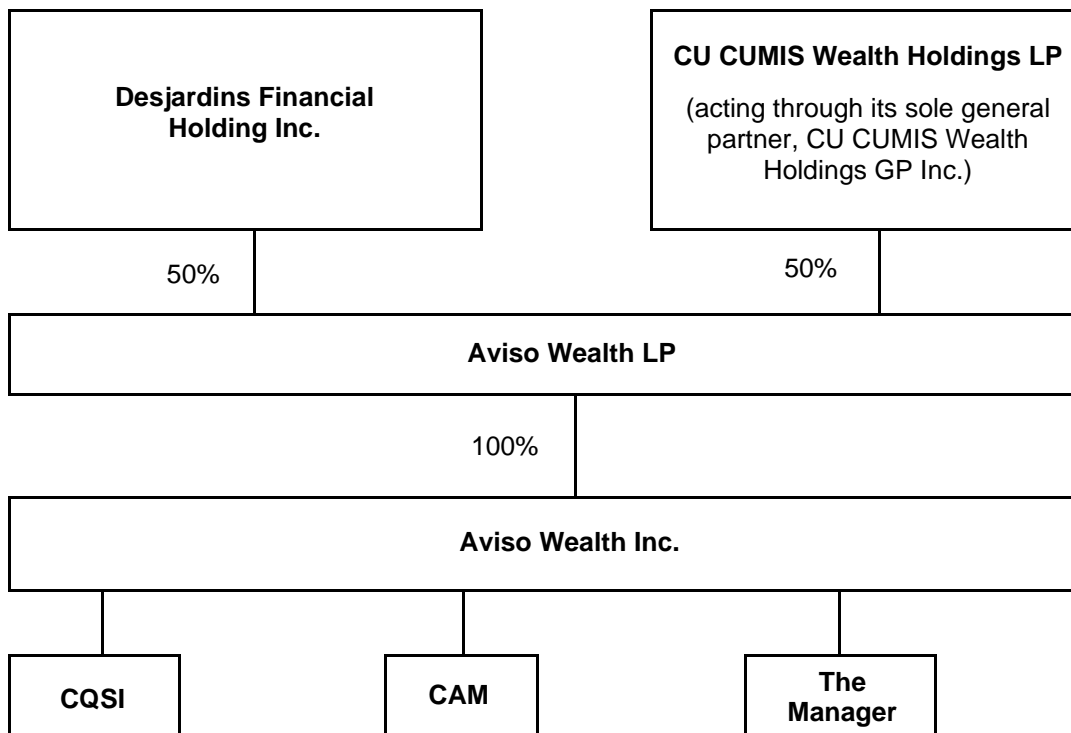 Desjardins Financial
Holding Inc.
CU CUMIS Wealth Holdings LP
(acting through its sole general
partner, CU CUMIS Wealth
Holdings GP Inc.)
50%
50%
Aviso Wealth LP
100%
Aviso Wealth Inc.
CQSI
CAM
The
Manager